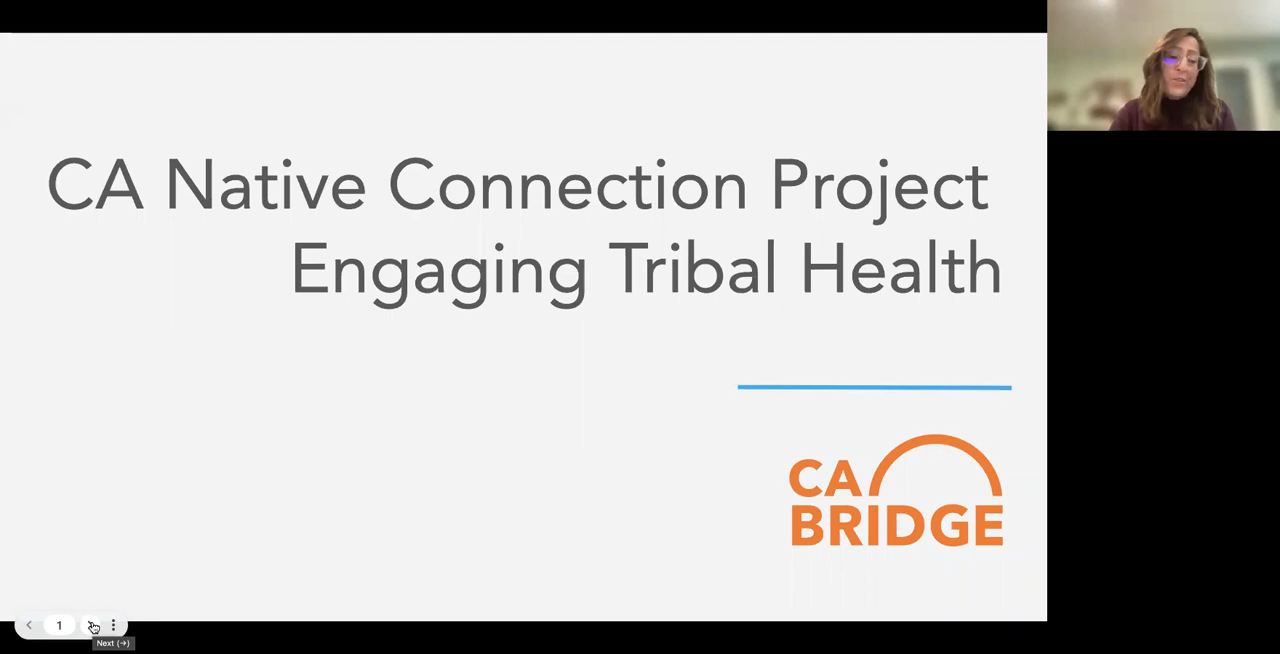 CA Native Connection Project
Engaging Tribal Health
CA
BRIDGE
1
Next (→)